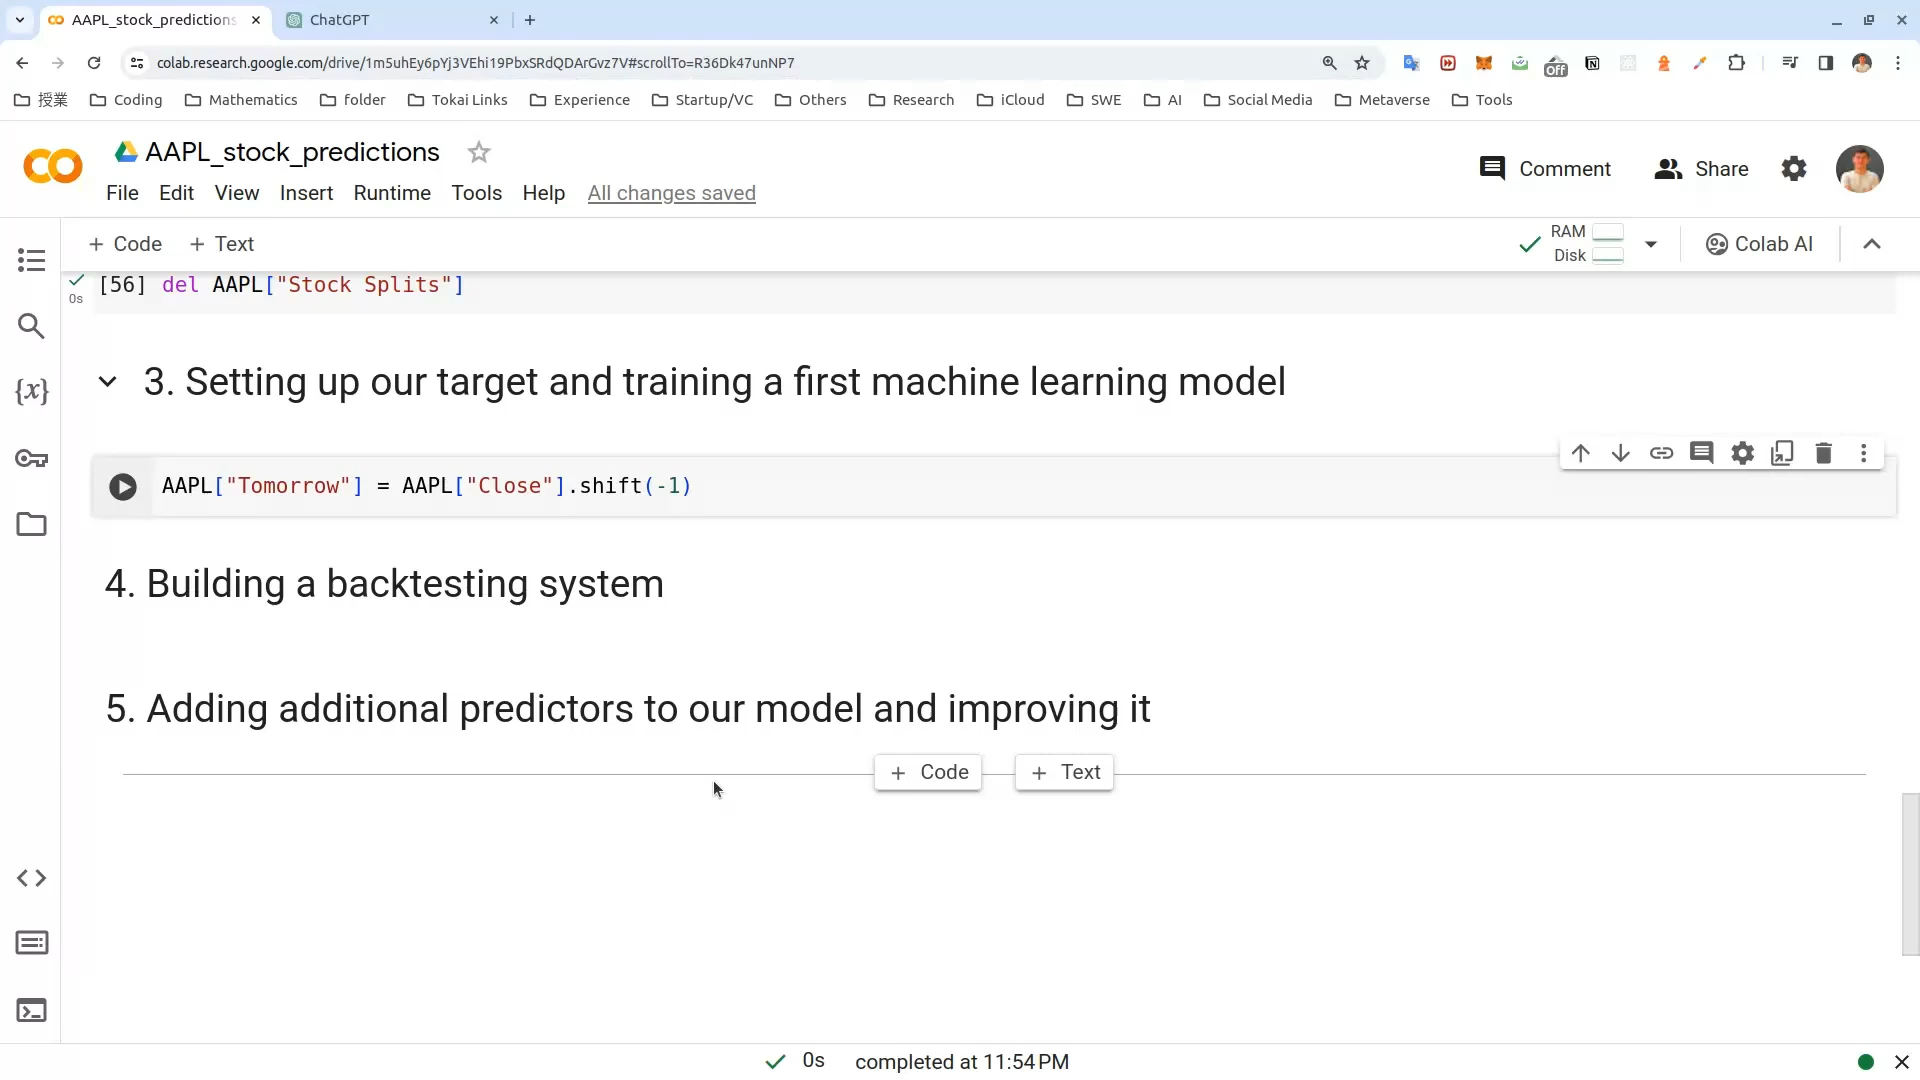 AAPL_stock_predictions
ChatGPT
colab.research.google.com/drive/1m5uhEy6pYj3VEhi19PbxSRdQDArGvz7V#scrollTo=R36Dk47unNP7
Off
授業 Coding Mathematics folder Tokai Links Experience Startup/VC Others Research iCloud SWE AI Social Media Metaverse Tools
AAPL_stock_predictions
Comment Share
File Edit View Insert Runtime Tools Help All changes saved
+ Code + Text
RAM
Disk
Colab AI
[56] del AAPL["Stock Splits"]
0s
{x}
3. Setting up our target and training a first machine learning model
AAPL["Tomorrow"] = AAPL["Close"].shift(-1)
4. Building a backtesting system
5. Adding additional predictors to our model and improving it
+ Code + Text
0s completed at 11:54 PM